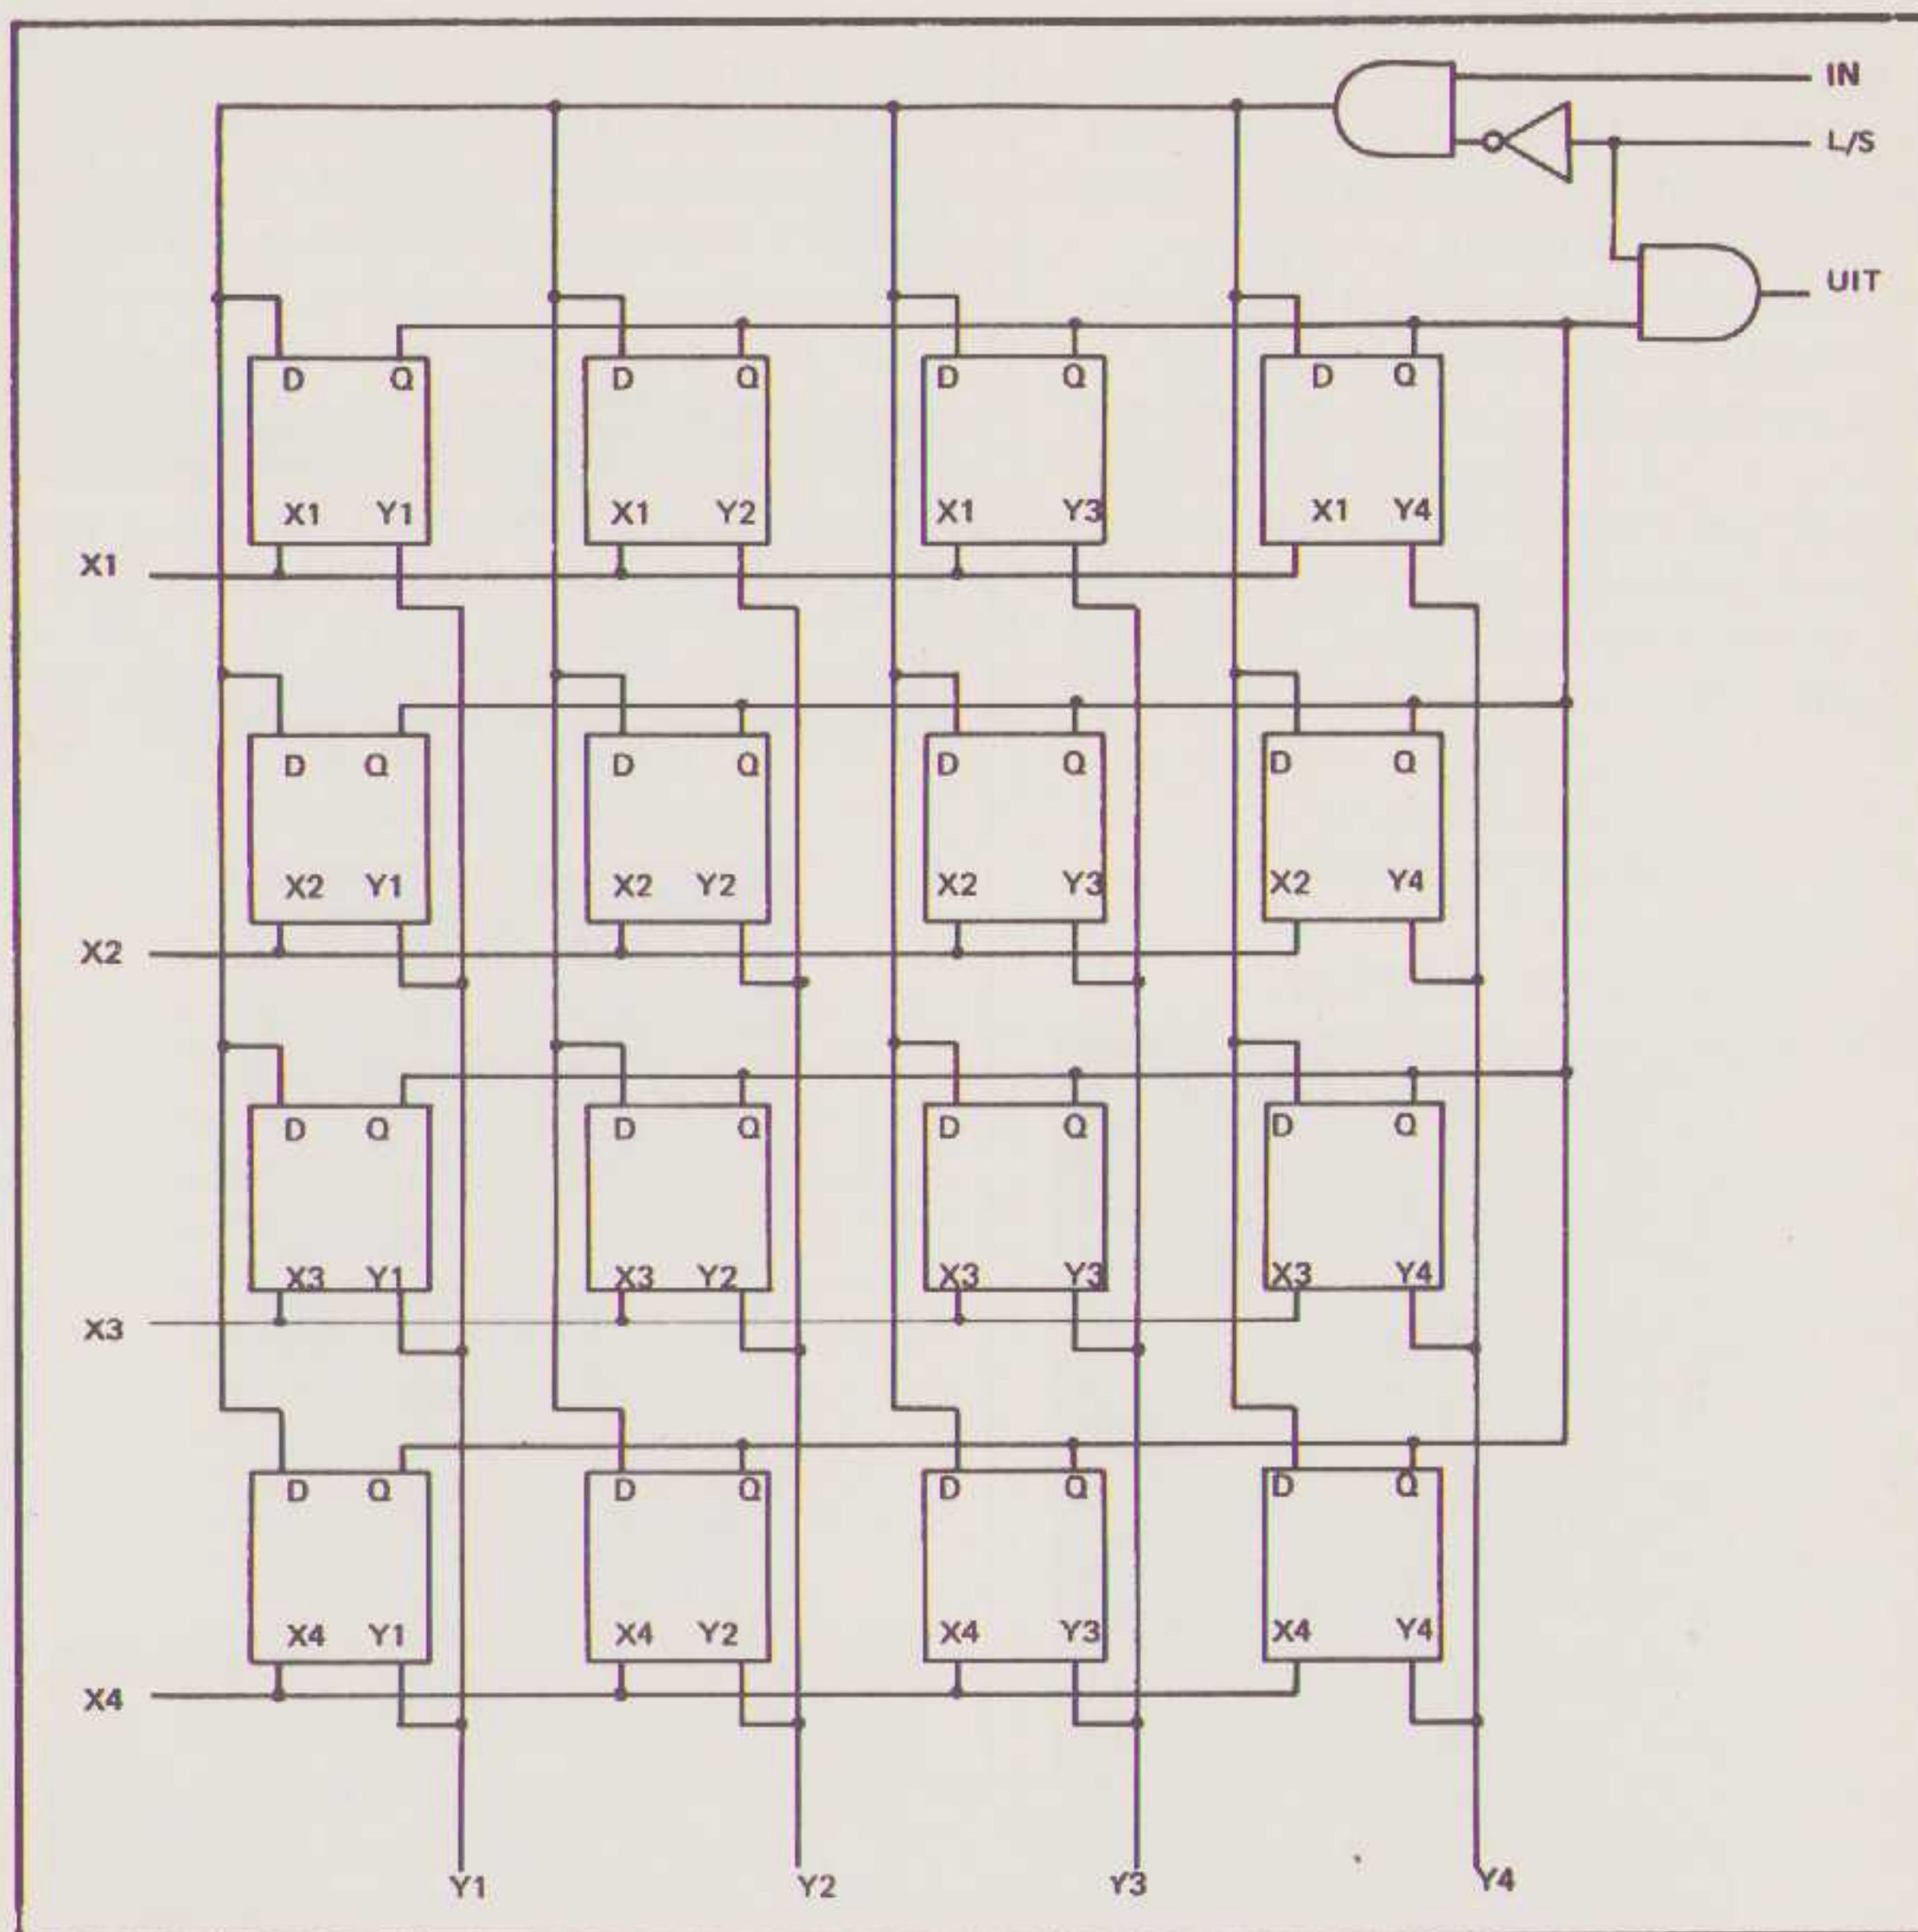 IN
L/S
UIT
D Q D Q D Q D Q
X1 Y1 X1 Y2 X1 Y3 X1 Y4
X1
D Q D Q D Q D Q
X2 Y1 X2 Y2 X2 Y3 X2 Y4
X2
D Q D Q D Q D Q
X3 Y1 X3 Y2 X3 Y3 X3 Y4
X3
D Q D Q D Q D Q
X4 Y1 X4 Y2 X4 Y3 X4 Y4
X4
Y1 Y2 Y3 Y4